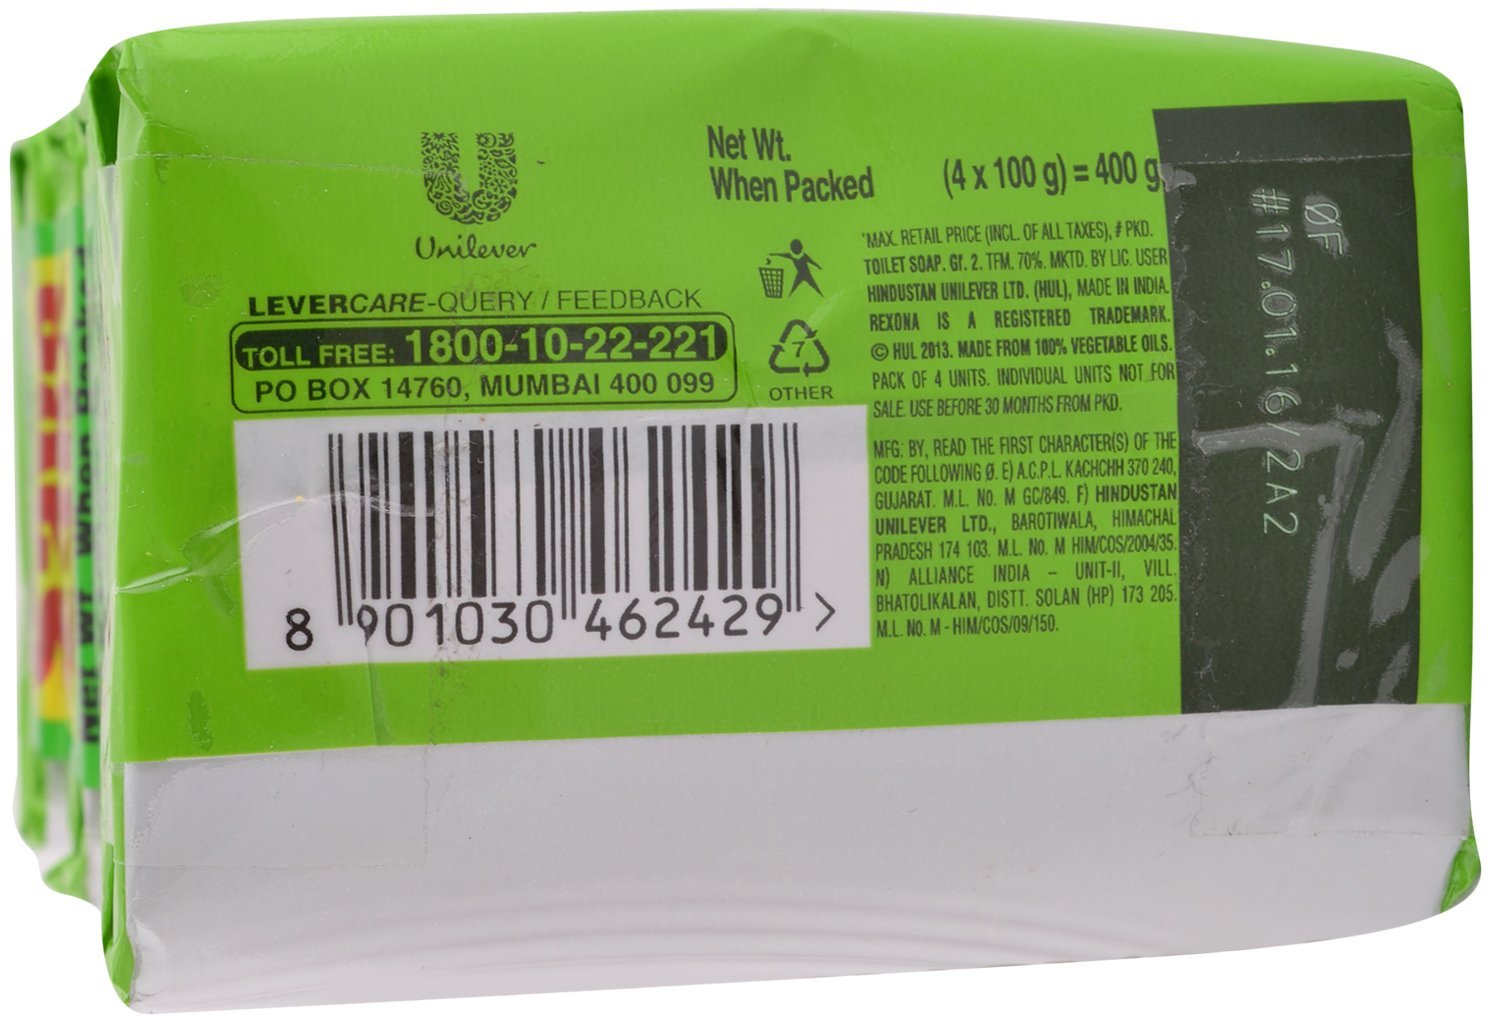 Unilever
LEVERCARE-QUERY / FEEDBACK
TOLL FREE: 1800-10-22-221
PO BOX 14760, MUMBAI 400 099
Net Wt.
When Packed (4 x 100 g) = 400 g
7
OTHER
*MAX. RETAIL PRICE (INCL. OF ALL TAXES), # PKD.
TOILET SOAP. Gr. 2. TFM. 70%. MKTD. BY LIC. USER
HINDUSTAN UNILEVER LTD. (HUL), MADE IN INDIA.
REXONA IS A REGISTERED TRADEMARK.
© HUL 2013. MADE FROM 100% VEGETABLE OILS.
PACK OF 4 UNITS. INDIVIDUAL UNITS NOT FOR
SALE. USE BEFORE 30 MONTHS FROM PKD.
MFG: BY, READ THE FIRST CHARACTER(S) OF THE
CODE FOLLOWING Ø. E) A.C.P.L. KACHCHH 370 240,
GUJARAT. M.L. No. M GC/849. F) HINDUSTAN
UNILEVER LTD., BAROTIWALA, HIMACHAL
PRADESH 174 103. M.L. No. M HIM/COS/2004/35.
N) ALLIANCE INDIA – UNIT-II, VILL.
BHATOLIKALAN, DISTT. SOLAN (HP) 173 205.
M.L. NO. M - HIM/COS/09/150.
8 901030 462429 >
ØF
#17.01.16/2A2
Net Wt When Packed